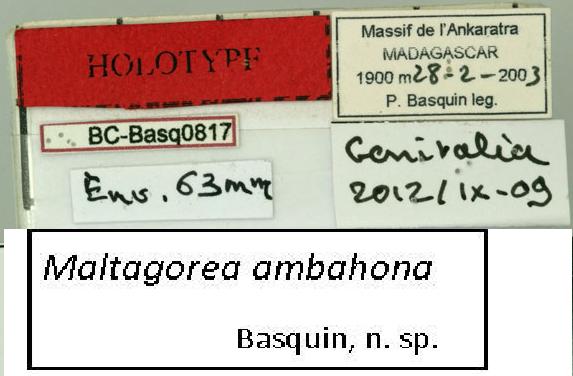 HOLOTYPE
Massif de l'Ankaratra
MADAGASCAR
1900 m 28-2-2003
P. Basquin leg.
BC-Basq0817
Env. 63mm
Genitalia
2012/IX-09
Maltagorea ambahona
Basquin, n. sp.